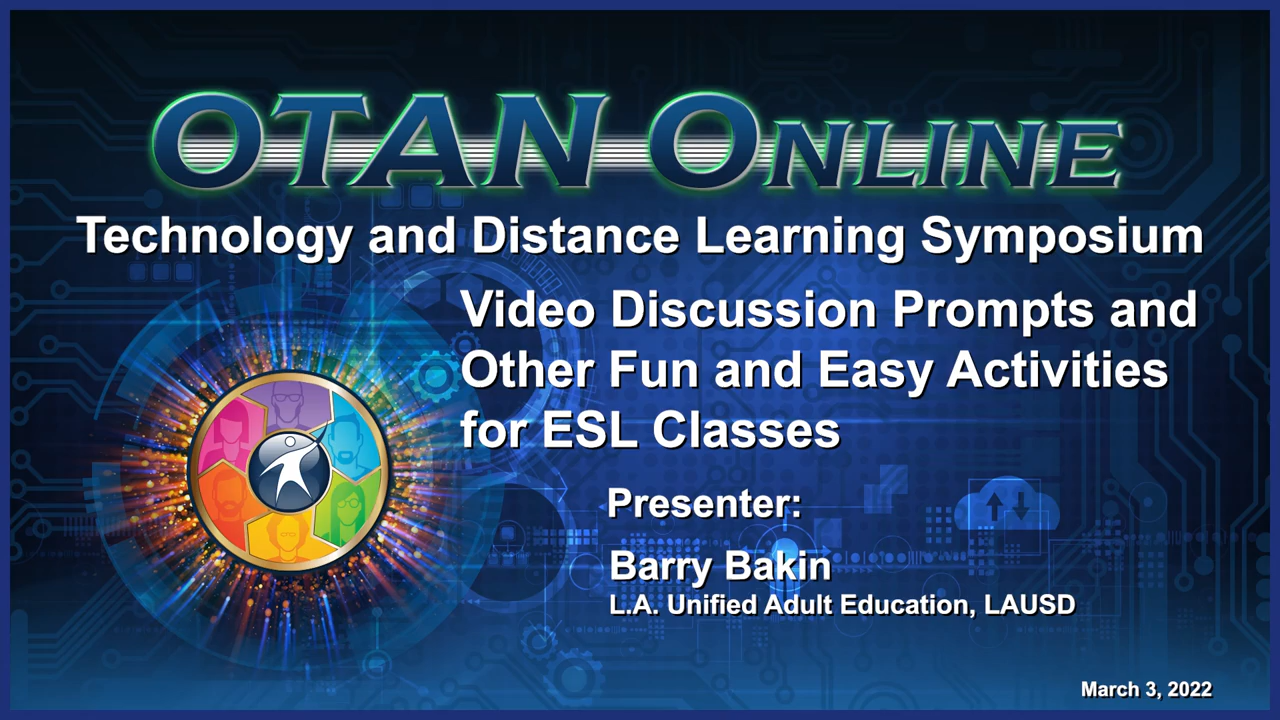 OTAN ONLINE
Technology and Distance Learning Symposium
Video Discussion Prompts and
Other Fun and Easy Activities
for ESL Classes
Presenter:
Barry Bakin
L.A. Unified Adult Education, LAUSD
March 3, 2022